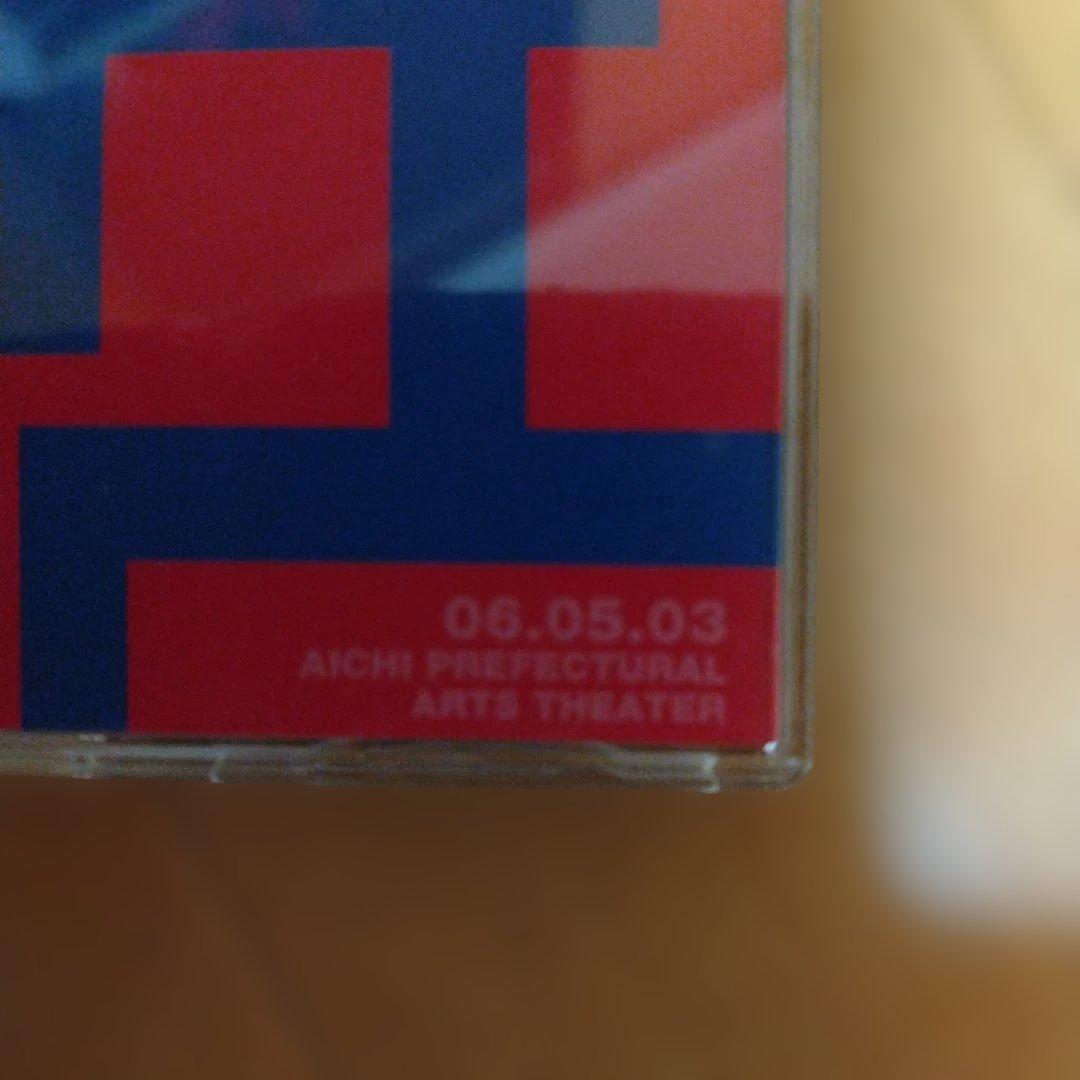 06.05.03
AICHI PREFECTURAL
ARTS THEATER